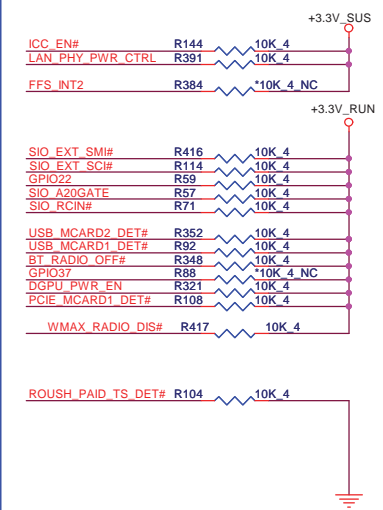 +3.3V_SUS
ICC_EN# R144 10K_4
LAN_PHY_PWR_CTRL R391 10K_4
FFS_INT2 R384 *10K_4_NC
+3.3V_RUN
SIO_EXT_SMI# R416 10K_4
SIO_EXT_SCI# R114 10K_4
GPIO22 R59 10K_4
SIO_A20GATE R57 10K_4
SIO_RCIN# R71 10K_4
USB_MCARD2_DET# R352 10K_4
USB_MCARD1_DET# R92 10K_4
BT_RADIO_OFF# R348 10K_4
GPIO37 R88 *10K_4_NC
DGPU_PWR_EN R321 10K_4
PCIE_MCARD1_DET# R108 10K_4
WMAX_RADIO_DIS# R417 10K_4
ROUSH_PAID_TS_DET# R104 10K_4